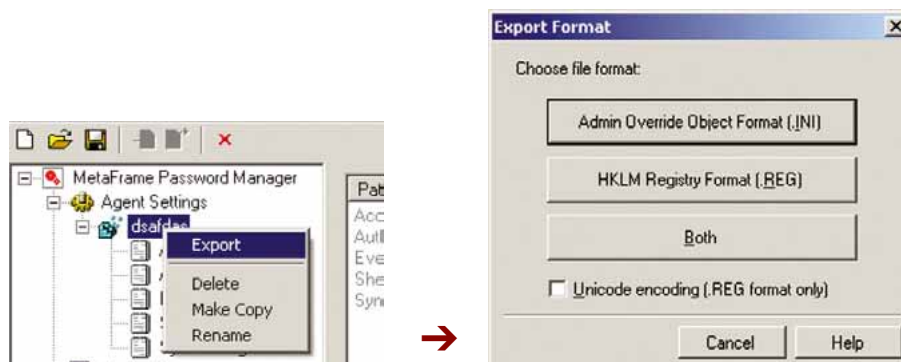 MetaFrame Password Manager
Agent Settings
dsafdas
Export
Delete
Make Copy
Rename
Export Format
Choose file format:
Admin Override Object Format (.INI)
HKLM Registry Format (.REG)
Both
Unicode encoding (.REG format only)
Cancel
Help